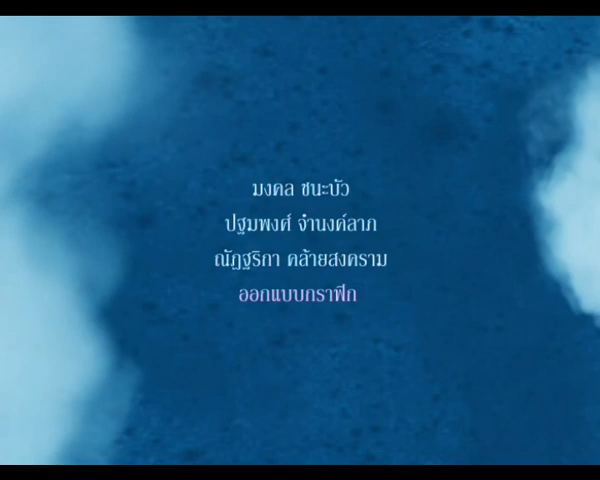 มงคล ชนะบัว
ปฐมพงศ์ จำนงค์ลาภ
ณัฏฐริกา คล้ายสงคราม
ออกแบบกราฟิก